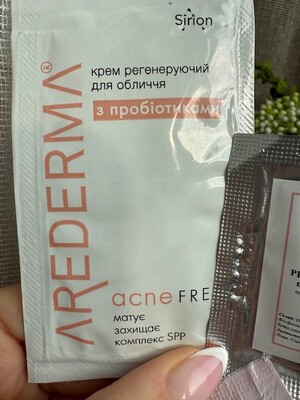 Sirion
крем регенеруючий
для обличчя
з пробіотиками
AREDERMA®
acne FRE
матує
захищає
комплекс SPP